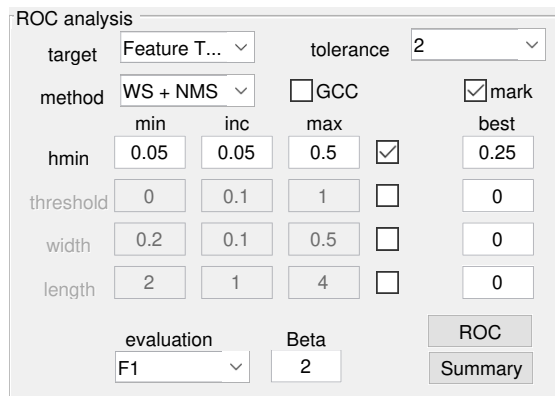 ROC analysis
target Feature T... tolerance 2
method WS + NMS GCC mark
min inc max best
hmin 0.05 0.05 0.5 0.25
threshold 0 0.1 1 0
width 0.2 0.1 0.5 0
length 2 1 4 0
evaluation Beta ROC
F1 2 Summary